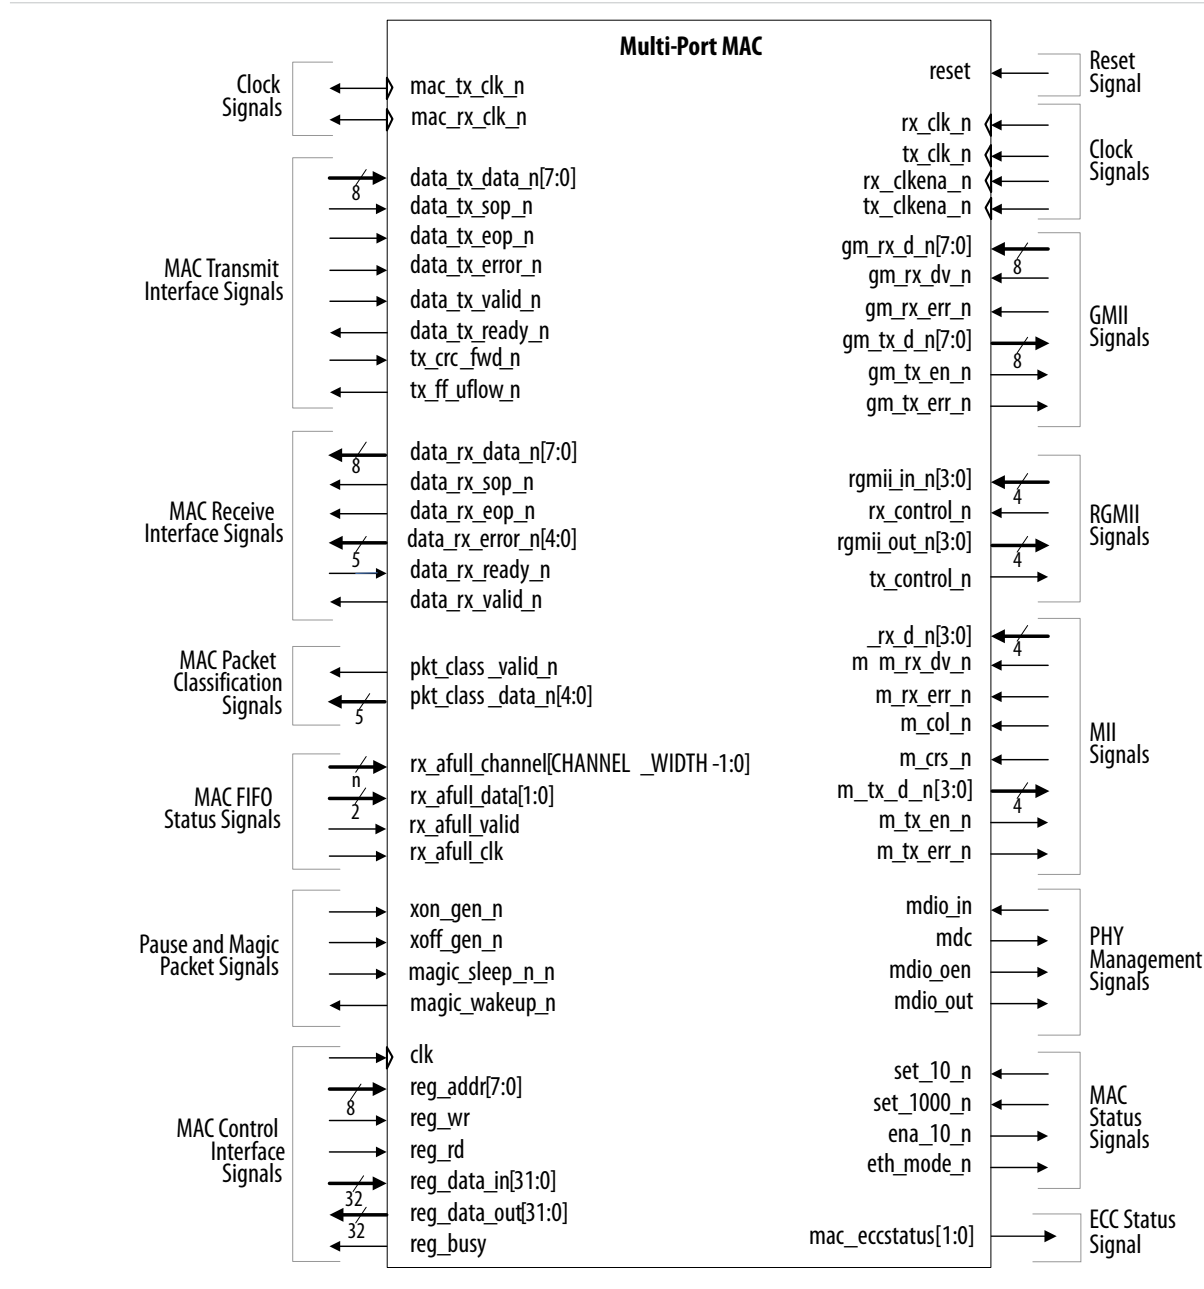 Multi-Port MAC
Clock
Signals
mac_tx_clk_n
mac_rx_clk_n
MAC Transmit
Interface Signals
8
data_tx_data_n[7:0]
data_tx_sop_n
data_tx_eop_n
data_tx_error_n
data_tx_valid_n
data_tx_ready_n
tx_crc_fwd_n
tx_ff_uflow_n
MAC Receive
Interface Signals
8
data_rx_data_n[7:0]
data_rx_sop_n
data_rx_eop_n
5
data_rx_error_n[4:0]
data_rx_ready_n
data_rx_valid_n
MAC Packet
Classification
Signals
pkt_class _valid_n
5
pkt_class _data_n[4:0]
MAC FIFO
Status Signals
n
rx_afull_channel[CHANNEL _WIDTH -1:0]
2
rx_afull_data[1:0]
rx_afull_valid
rx_afull_clk
Pause and Magic
Packet Signals
xon_gen_n
xoff_gen_n
magic_sleep_n_n
magic_wakeup_n
MAC Control
Interface
Signals
clk
8
reg_addr[7:0]
reg_wr
reg_rd
32
reg_data_in[31:0]
32
reg_data_out[31:0]
reg_busy
reset
Reset
Signal
rx_clk_n
tx_clk_n
rx_clkena_n
tx_clkena_n
Clock
Signals
gm_rx_d_n[7:0]
8
gm_rx_dv_n
gm_rx_err_n
gm_tx_d_n[7:0]
8
gm_tx_en_n
gm_tx_err_n
GMII
Signals
rgmii_in_n[3:0]
4
rx_control_n
rgmii_out_n[3:0]
4
tx_control_n
RGMII
Signals
_rx_d_n[3:0]
4
m m_rx_dv_n
m_rx_err_n
m_col_n
m_crs_n
m_tx_d_n[3:0]
4
m_tx_en_n
m_tx_err_n
MII
Signals
mdio_in
mdc
mdio_oen
mdio_out
PHY
Management
Signals
set_10_n
set_1000_n
ena_10_n
eth_mode_n
MAC
Status
Signals
mac_eccstatus[1:0]
ECC Status
Signal